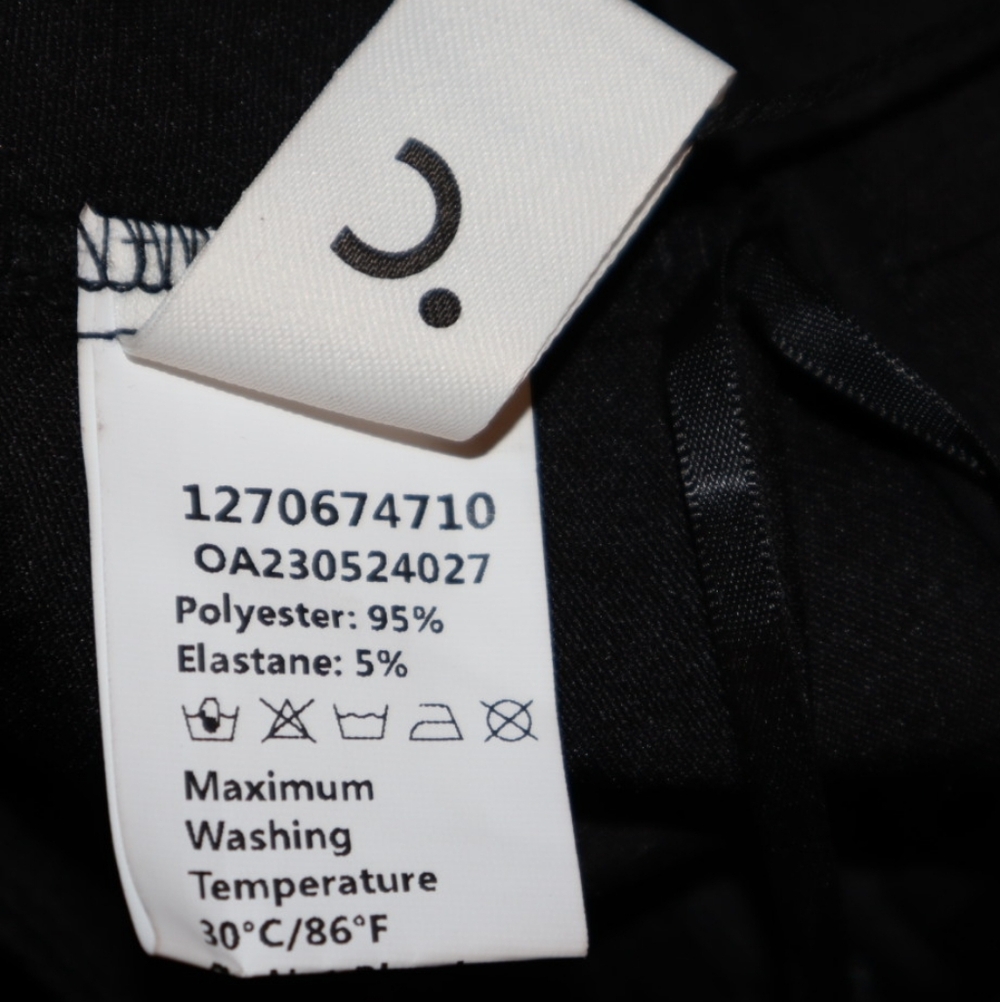 1270674710
OA230524027
Polyester: 95%
Elastane: 5%
Maximum
Washing
Temperature
30°C/86°F